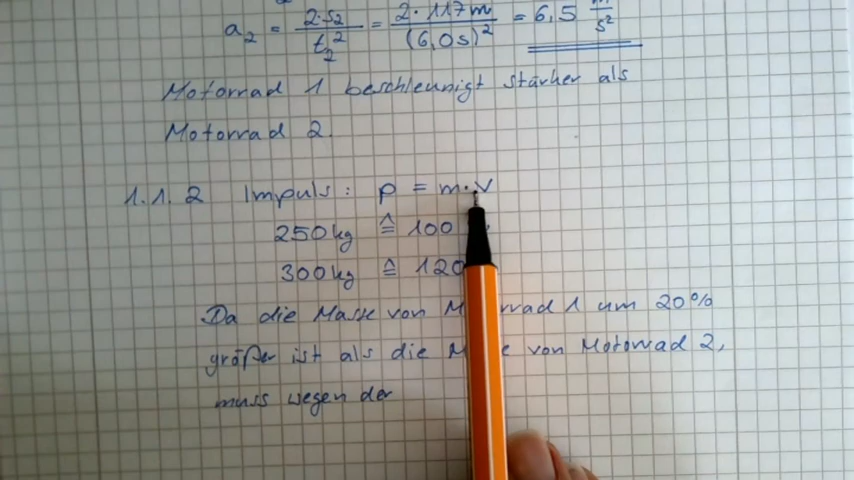 a₂ = 2·s₂ / t₂² = 2·117m / (6,0s)² = 6,5 m/s²
Motorrad 1 beschleunigt stärker als
Motorrad 2.
1.1.2 Impuls: p = m·v
250kg ≙ 100
300kg ≙ 120
Da die Masse von 1 um 20%
größer ist als die von Motorrad 2,
muss wegen der